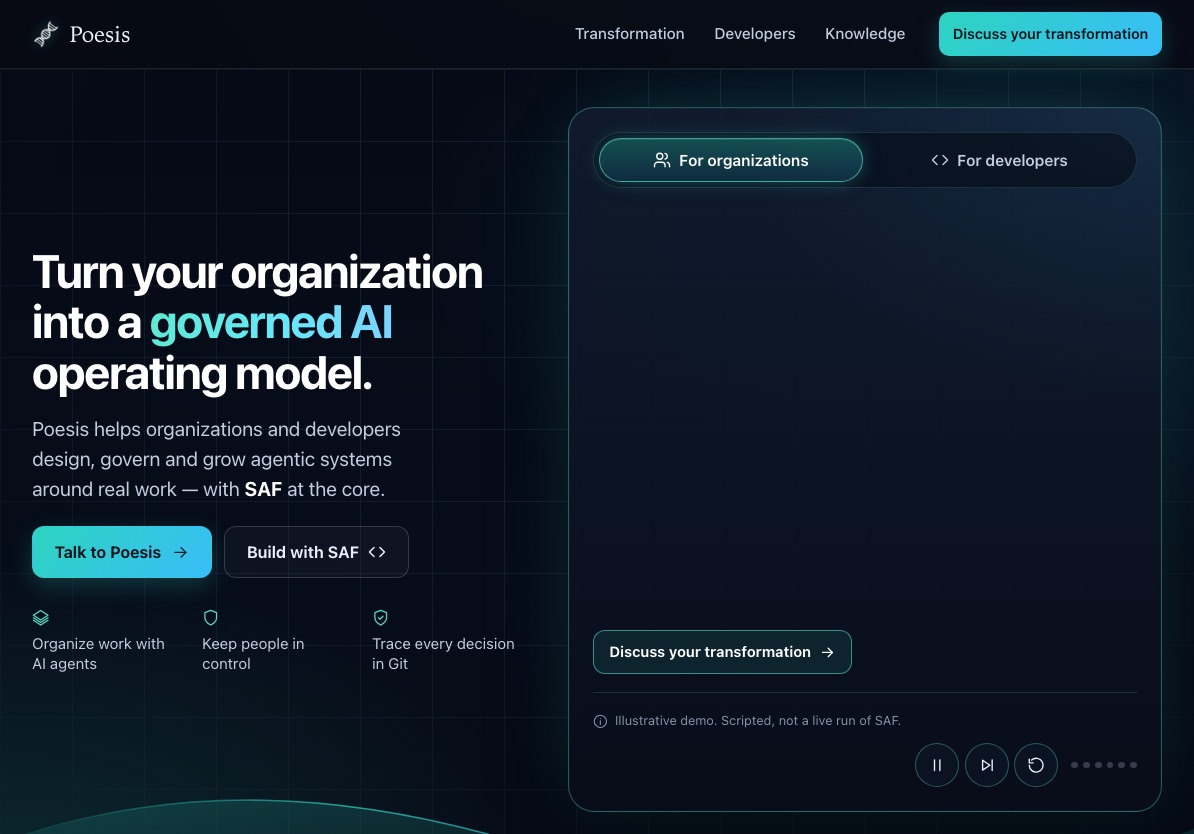 Poesis
Transformation
Developers
Knowledge
Discuss your transformation
Turn your organization
into a governed AI
operating model.
Poesis helps organizations and developers
design, govern and grow agentic systems
around real work — with SAF at the core.
Talk to Poesis
Build with SAF
Organize work with
AI agents
Keep people in
control
Trace every decision
in Git
For organizations
For developers
Discuss your transformation
Illustrative demo. Scripted, not a live run of SAF.